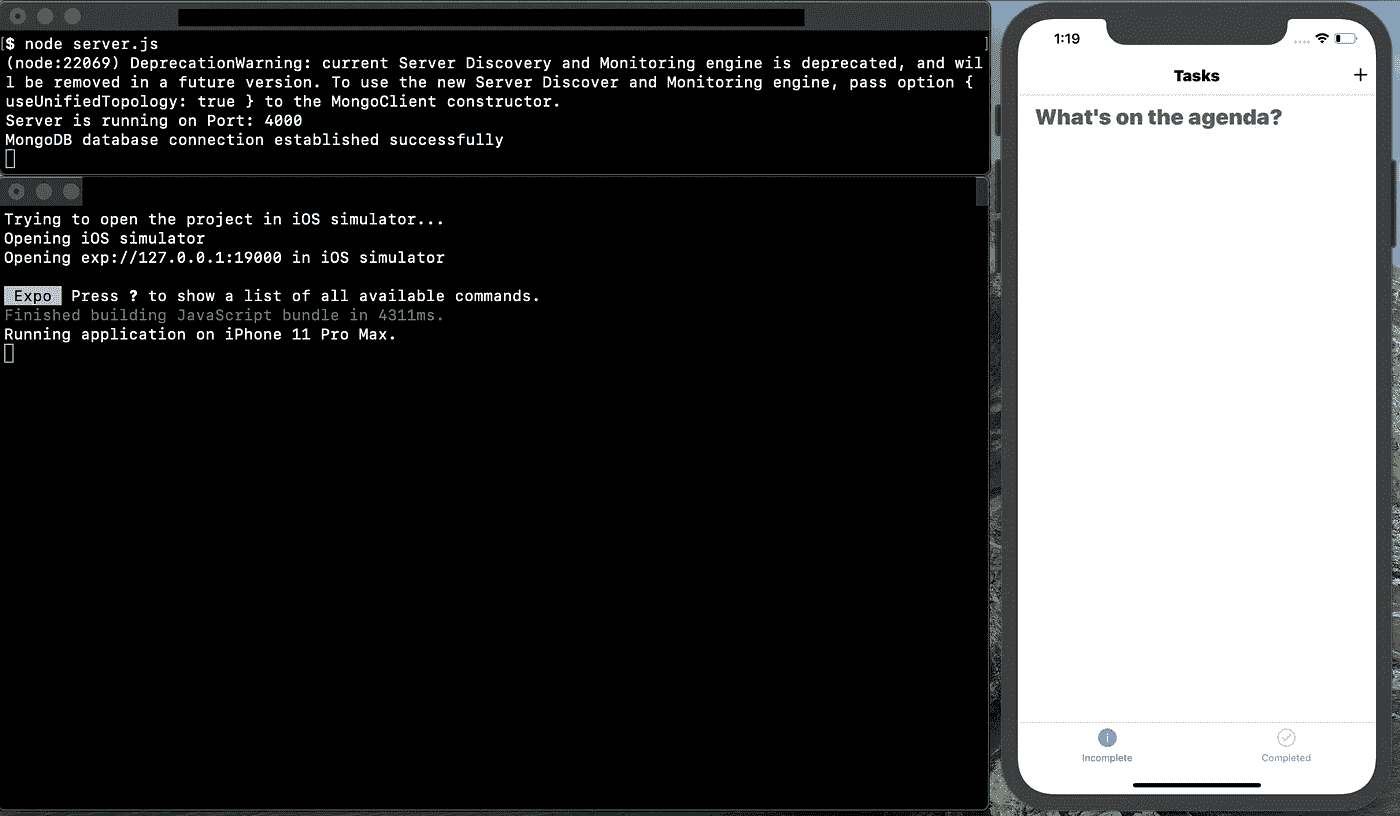 [$ node server.js ]
(node:22069) DeprecationWarning: current Server Discovery and Monitoring engine is deprecated, and wil
l be removed in a future version. To use the new Server Discover and Monitoring engine, pass option {
useUnifiedTopology: true } to the MongoClient constructor.
Server is running on Port: 4000
MongoDB database connection established successfully
Trying to open the project in iOS simulator...
Opening iOS simulator
Opening exp://127.0.0.1:19000 in iOS simulator
Expo Press ? to show a list of all available commands.
Finished building JavaScript bundle in 4311ms.
Running application on iPhone 11 Pro Max.
1:19
Tasks +
What's on the agenda?
Incomplete Completed